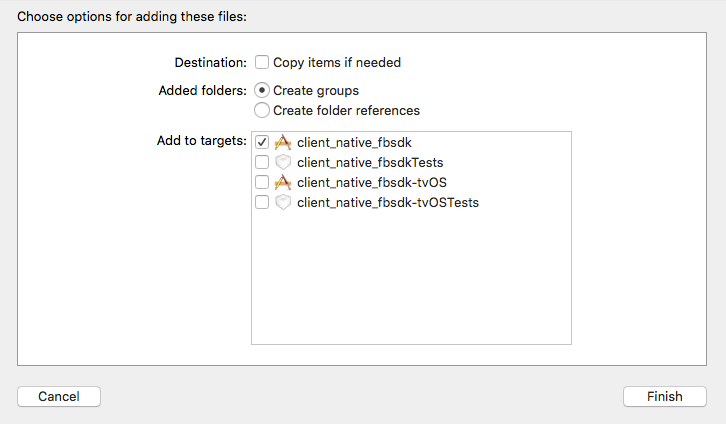 Choose options for adding these files:
Destination: Copy items if needed
Added folders: Create groups
Create folder references
Add to targets: client_native_fbsdk
client_native_fbsdkTests
client_native_fbsdk-tvOS
client_native_fbsdk-tvOSTests
Cancel Finish